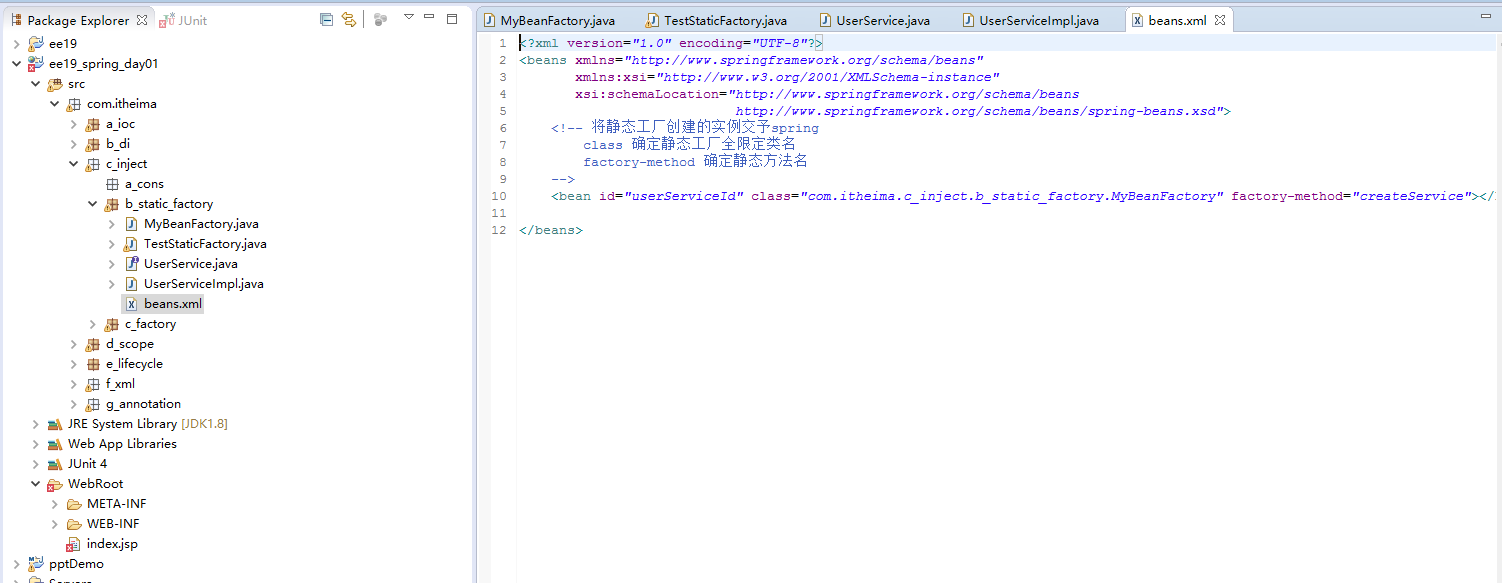 Package Explorer JUnit
ee19
ee19_spring_day01
src
com.itheima
a_ioc
b_di
c_inject
a_cons
b_static_factory
MyBeanFactory.java
TestStaticFactory.java
UserService.java
UserServiceImpl.java
beans.xml
c_factory
d_scope
e_lifecycle
f_xml
g_annotation
JRE System Library [JDK1.8]
Web App Libraries
JUnit 4
WebRoot
META-INF
WEB-INF
index.jsp
pptDemo
Servers
MyBeanFactory.java TestStaticFactory.java UserService.java UserServiceImpl.java beans.xml
1 <?xml version="1.0" encoding="UTF-8"?>
2 <beans xmlns="http://www.springframework.org/schema/beans"
3 xmlns:xsi="http://www.w3.org/2001/XMLSchema-instance"
4 xsi:schemaLocation="http://www.springframework.org/schema/beans
5 http://www.springframework.org/schema/beans/spring-beans.xsd">
6 <!-- 将静态工厂创建的实例交予spring
7 class 确定静态工厂全限定类名
8 factory-method 确定静态方法名
9 -->
10 <bean id="userServiceId" class="com.itheima.c_inject.b_static_factory.MyBeanFactory" factory-method="createService"></
11
12 </beans>